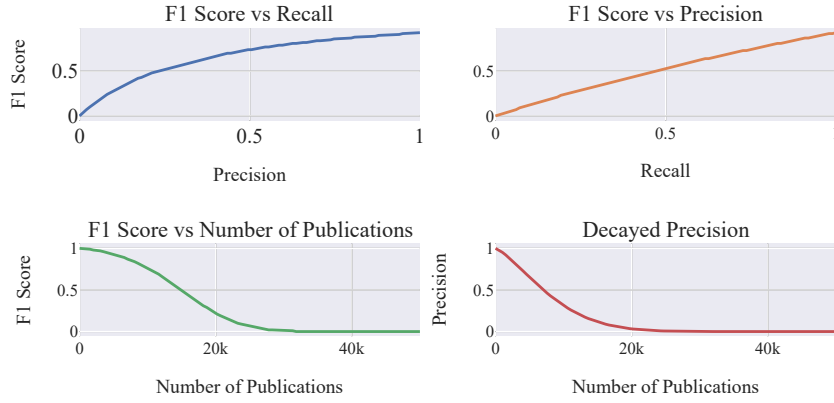 F1 Score vs Recall
F1 Score
0.5
0
0
0.5
1
Precision
F1 Score vs Precision
0.5
0
0
0.5
Recall
F1 Score vs Number of Publications
F1 Score
1
0.5
0
0
20k
40k
Number of Publications
Decayed Precision
Precision
1
0.5
0
0
20k
40k
Number of Publications